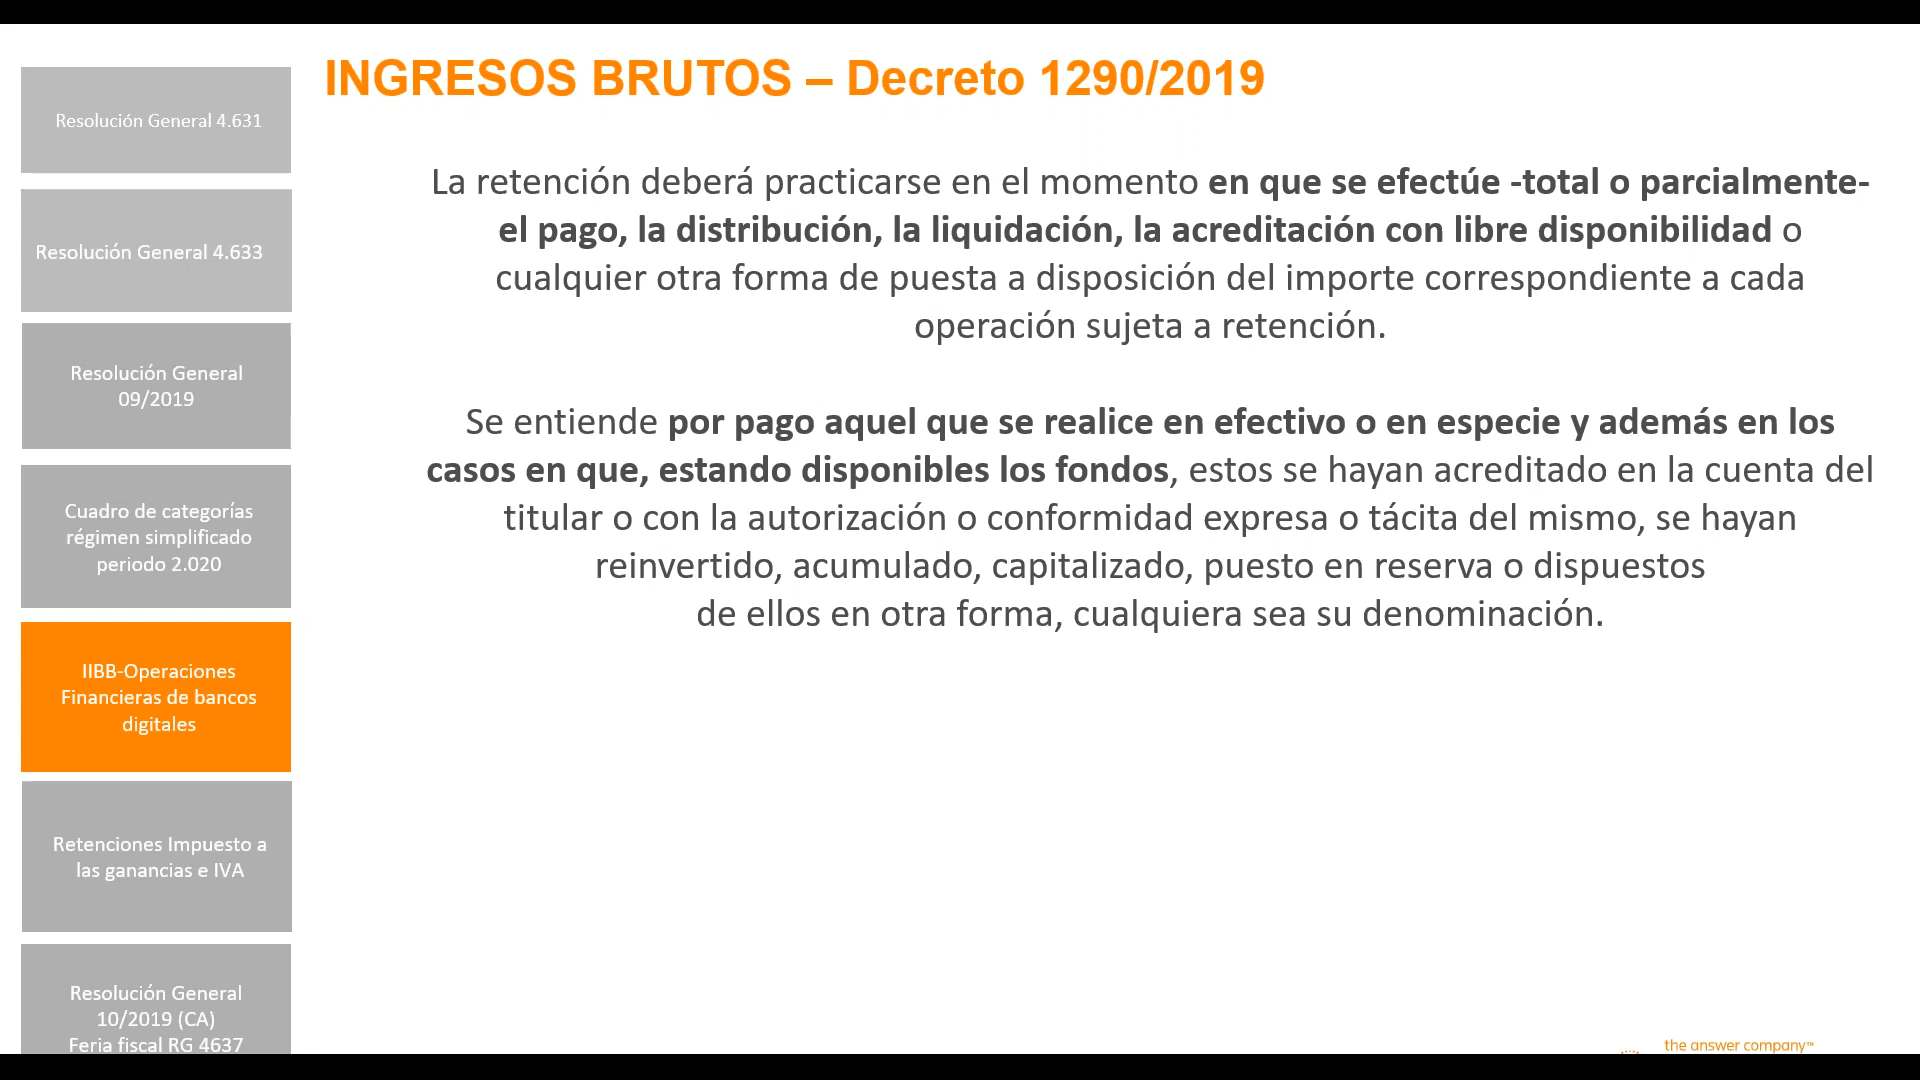 INGRESOS BRUTOS – Decreto 1290/2019
Resolución General 4.631
Resolución General 4.633
Resolución General
09/2019
Cuadro de categorías
régimen simplificado
periodo 2.020
IIBB-Operaciones
Financieras de bancos
digitales
Retenciones Impuesto a
las ganancias e IVA
Resolución General
10/2019 (CA)
Feria fiscal RG 4637
La retención deberá practicarse en el momento en que se efectúe -total o parcialmente-
el pago, la distribución, la liquidación, la acreditación con libre disponibilidad o
cualquier otra forma de puesta a disposición del importe correspondiente a cada
operación sujeta a retención.
Se entiende por pago aquel que se realice en efectivo o en especie y además en los
casos en que, estando disponibles los fondos, estos se hayan acreditado en la cuenta del
titular o con la autorización o conformidad expresa o tácita del mismo, se hayan
reinvertido, acumulado, capitalizado, puesto en reserva o dispuestos
de ellos en otra forma, cualquiera sea su denominación.
the answer company™